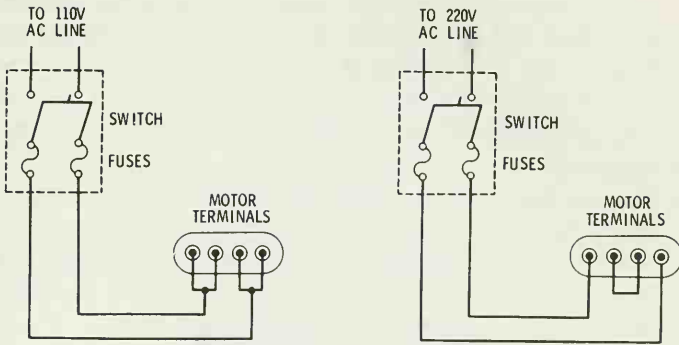 TO 110V
AC LINE
SWITCH
FUSES
MOTOR
TERMINALS
TO 220V
AC LINE
SWITCH
FUSES
MOTOR
TERMINALS